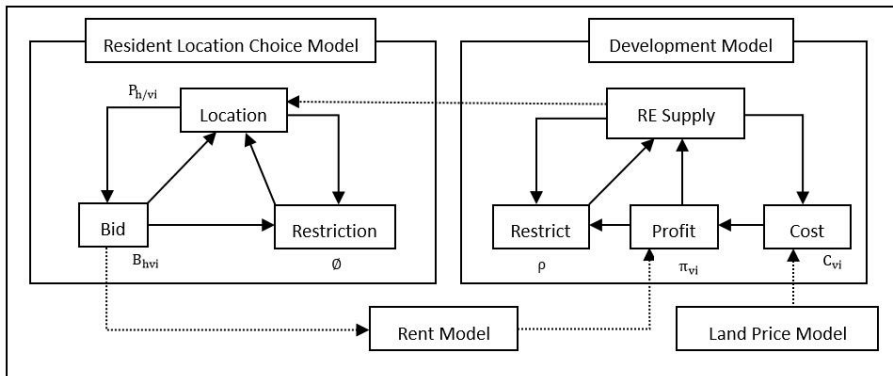 Resident Location Choice Model
Development Model
P_h/vi
Location
RE Supply
Bid
Restriction
Restrict
Profit
Cost
B_hvi
Ø
ρ
π_vi
C_vi
Rent Model
Land Price Model